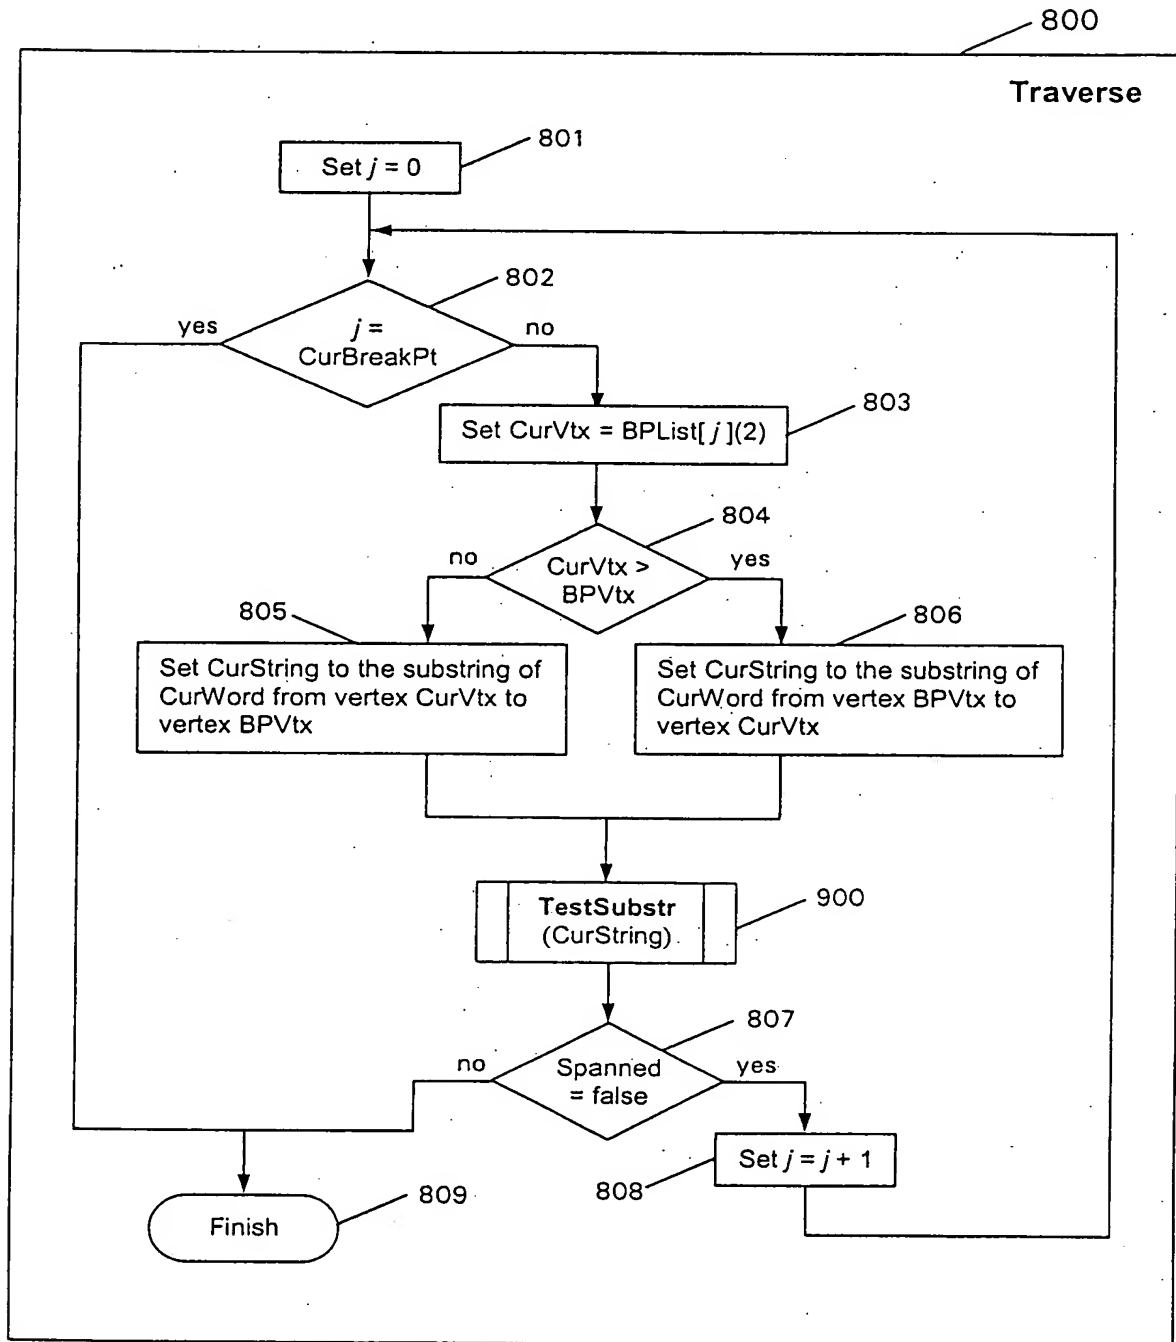 800
Traverse
801
Set j = 0
802
yes
j =
CurBreakPt
no
803
Set CurVtx = BPList[ j ](2)
804
no
CurVtx >
BPVtx
yes
805
806
Set CurString to the substring of
CurWord from vertex CurVtx to
vertex BPVtx
Set CurString to the substring of
CurWord from vertex BPVtx to
vertex CurVtx
TestSubstr
(CurString)
900
807
no
Spanned
= false
yes
Set j = j + 1
808
809
Finish